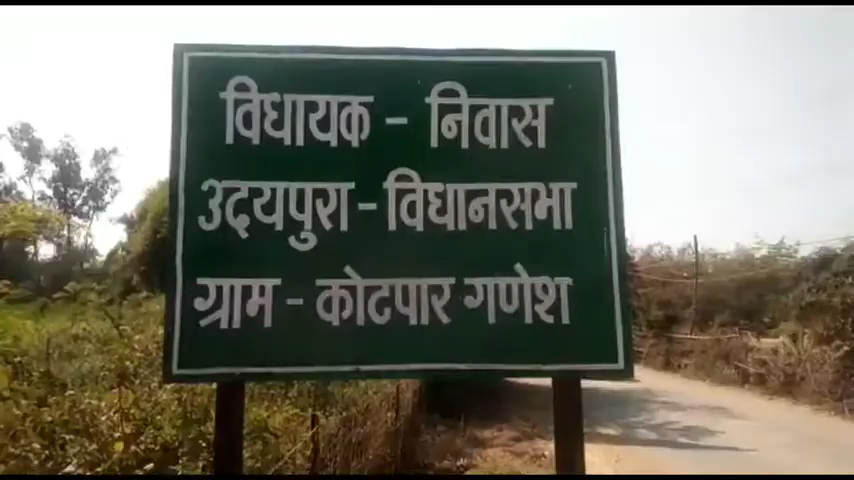 विधायक - निवास
उदयपुरा - विधानसभा
ग्राम - कोटपार गणेश